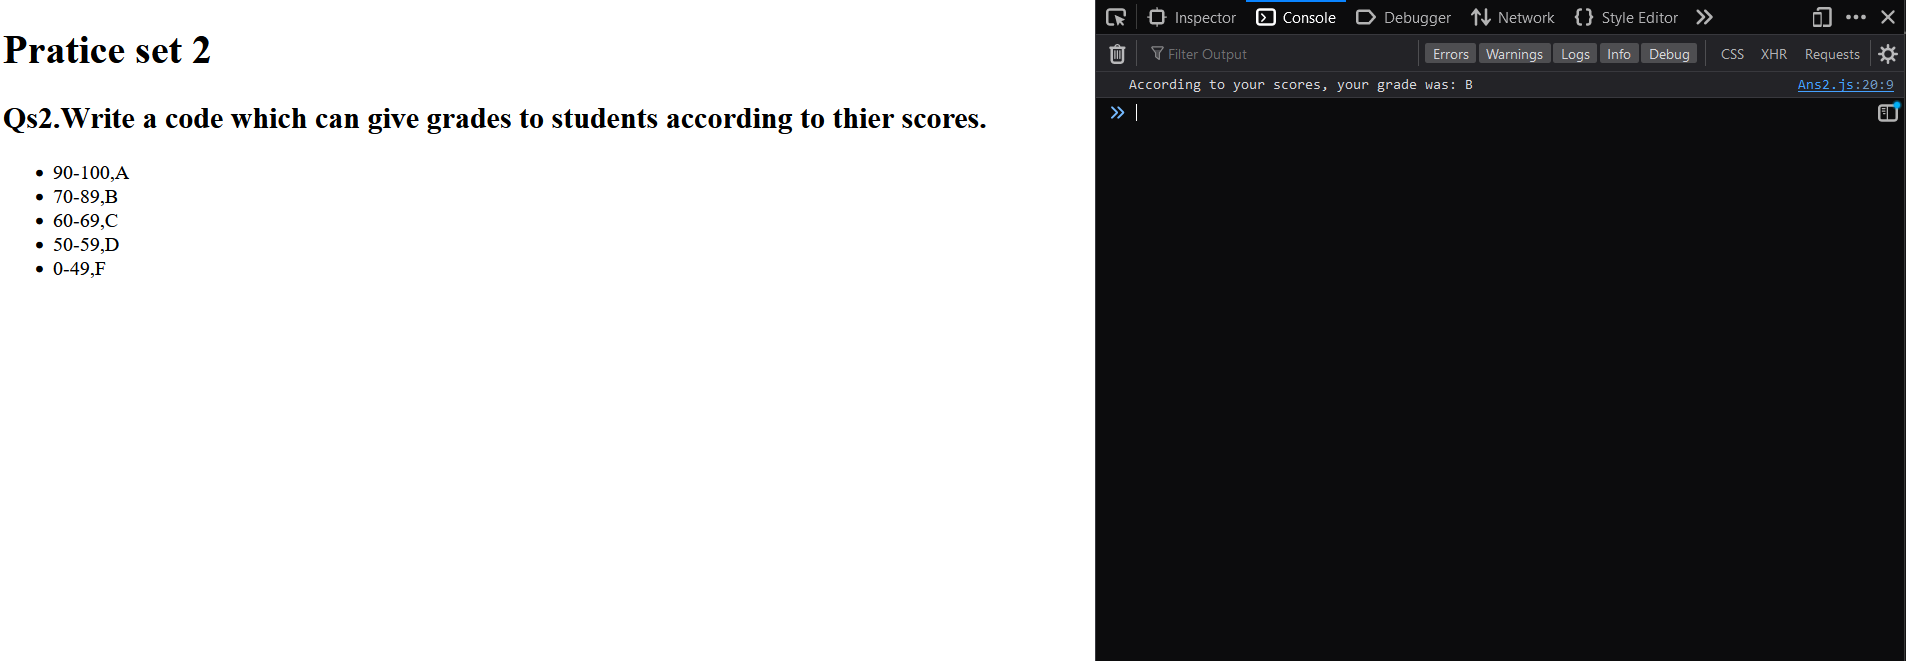 Pratice set 2
Qs2.Write a code which can give grades to students according to thier scores.
90-100,A
70-89,B
60-69,C
50-59,D
0-49,F
Inspector Console Debugger Network Style Editor
Filter Output Errors Warnings Logs Info Debug CSS XHR Requests
According to your scores, your grade was: B Ans2.js:20:9